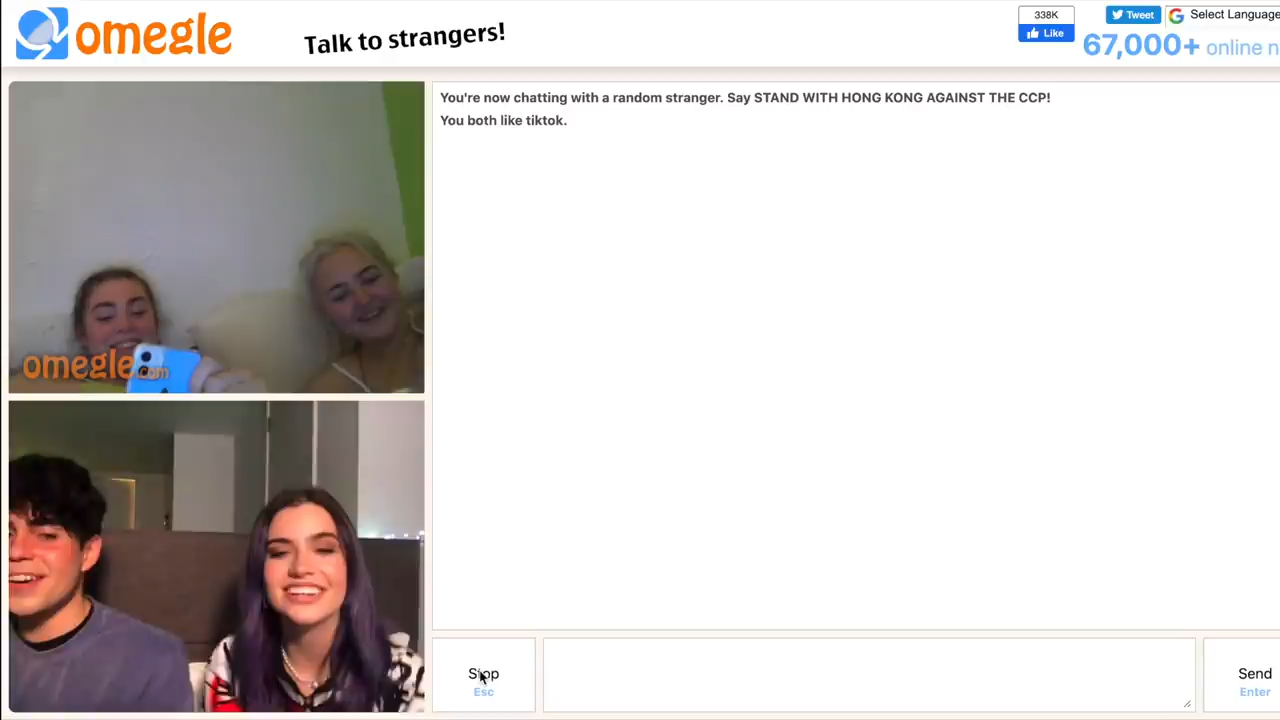 omegle
Talk to strangers!
338K
Like
Tweet
Select Language
67,000+ online n
You're now chatting with a random stranger. Say STAND WITH HONG KONG AGAINST THE CCP!
You both like tiktok.
omegle.com
Stop
Esc
Send
Enter